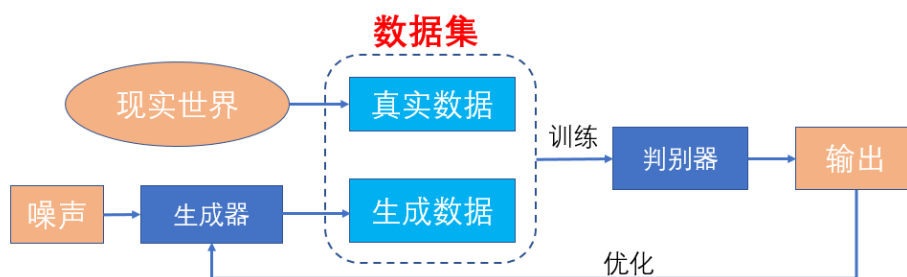 数据集
现实世界
真实数据
训练
判别器
输出
噪声
生成器
生成数据
优化